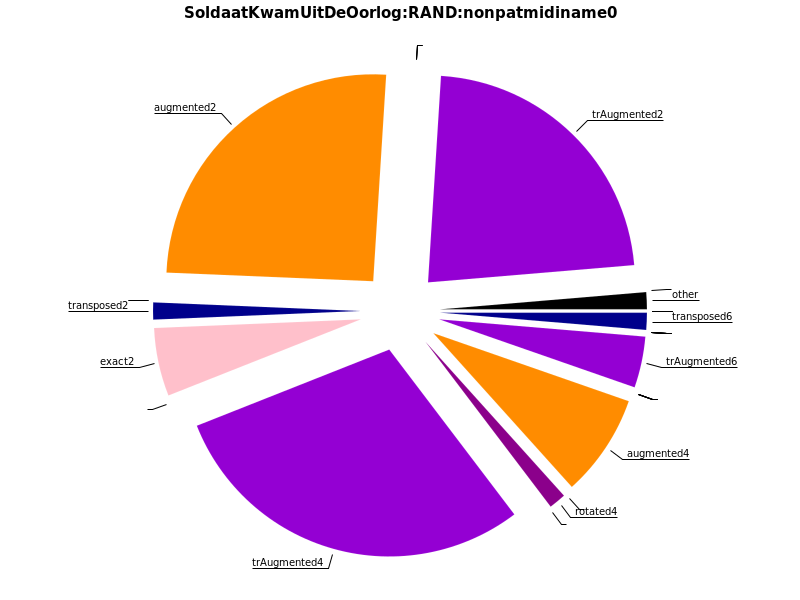 SoldaatKwamUitDeOorlog:RAND:nonpatmidiname0
augmented2
trAugmented2
other
transposed2
transposed6
exact2
trAugmented6
augmented4
rotated4
trAugmented4